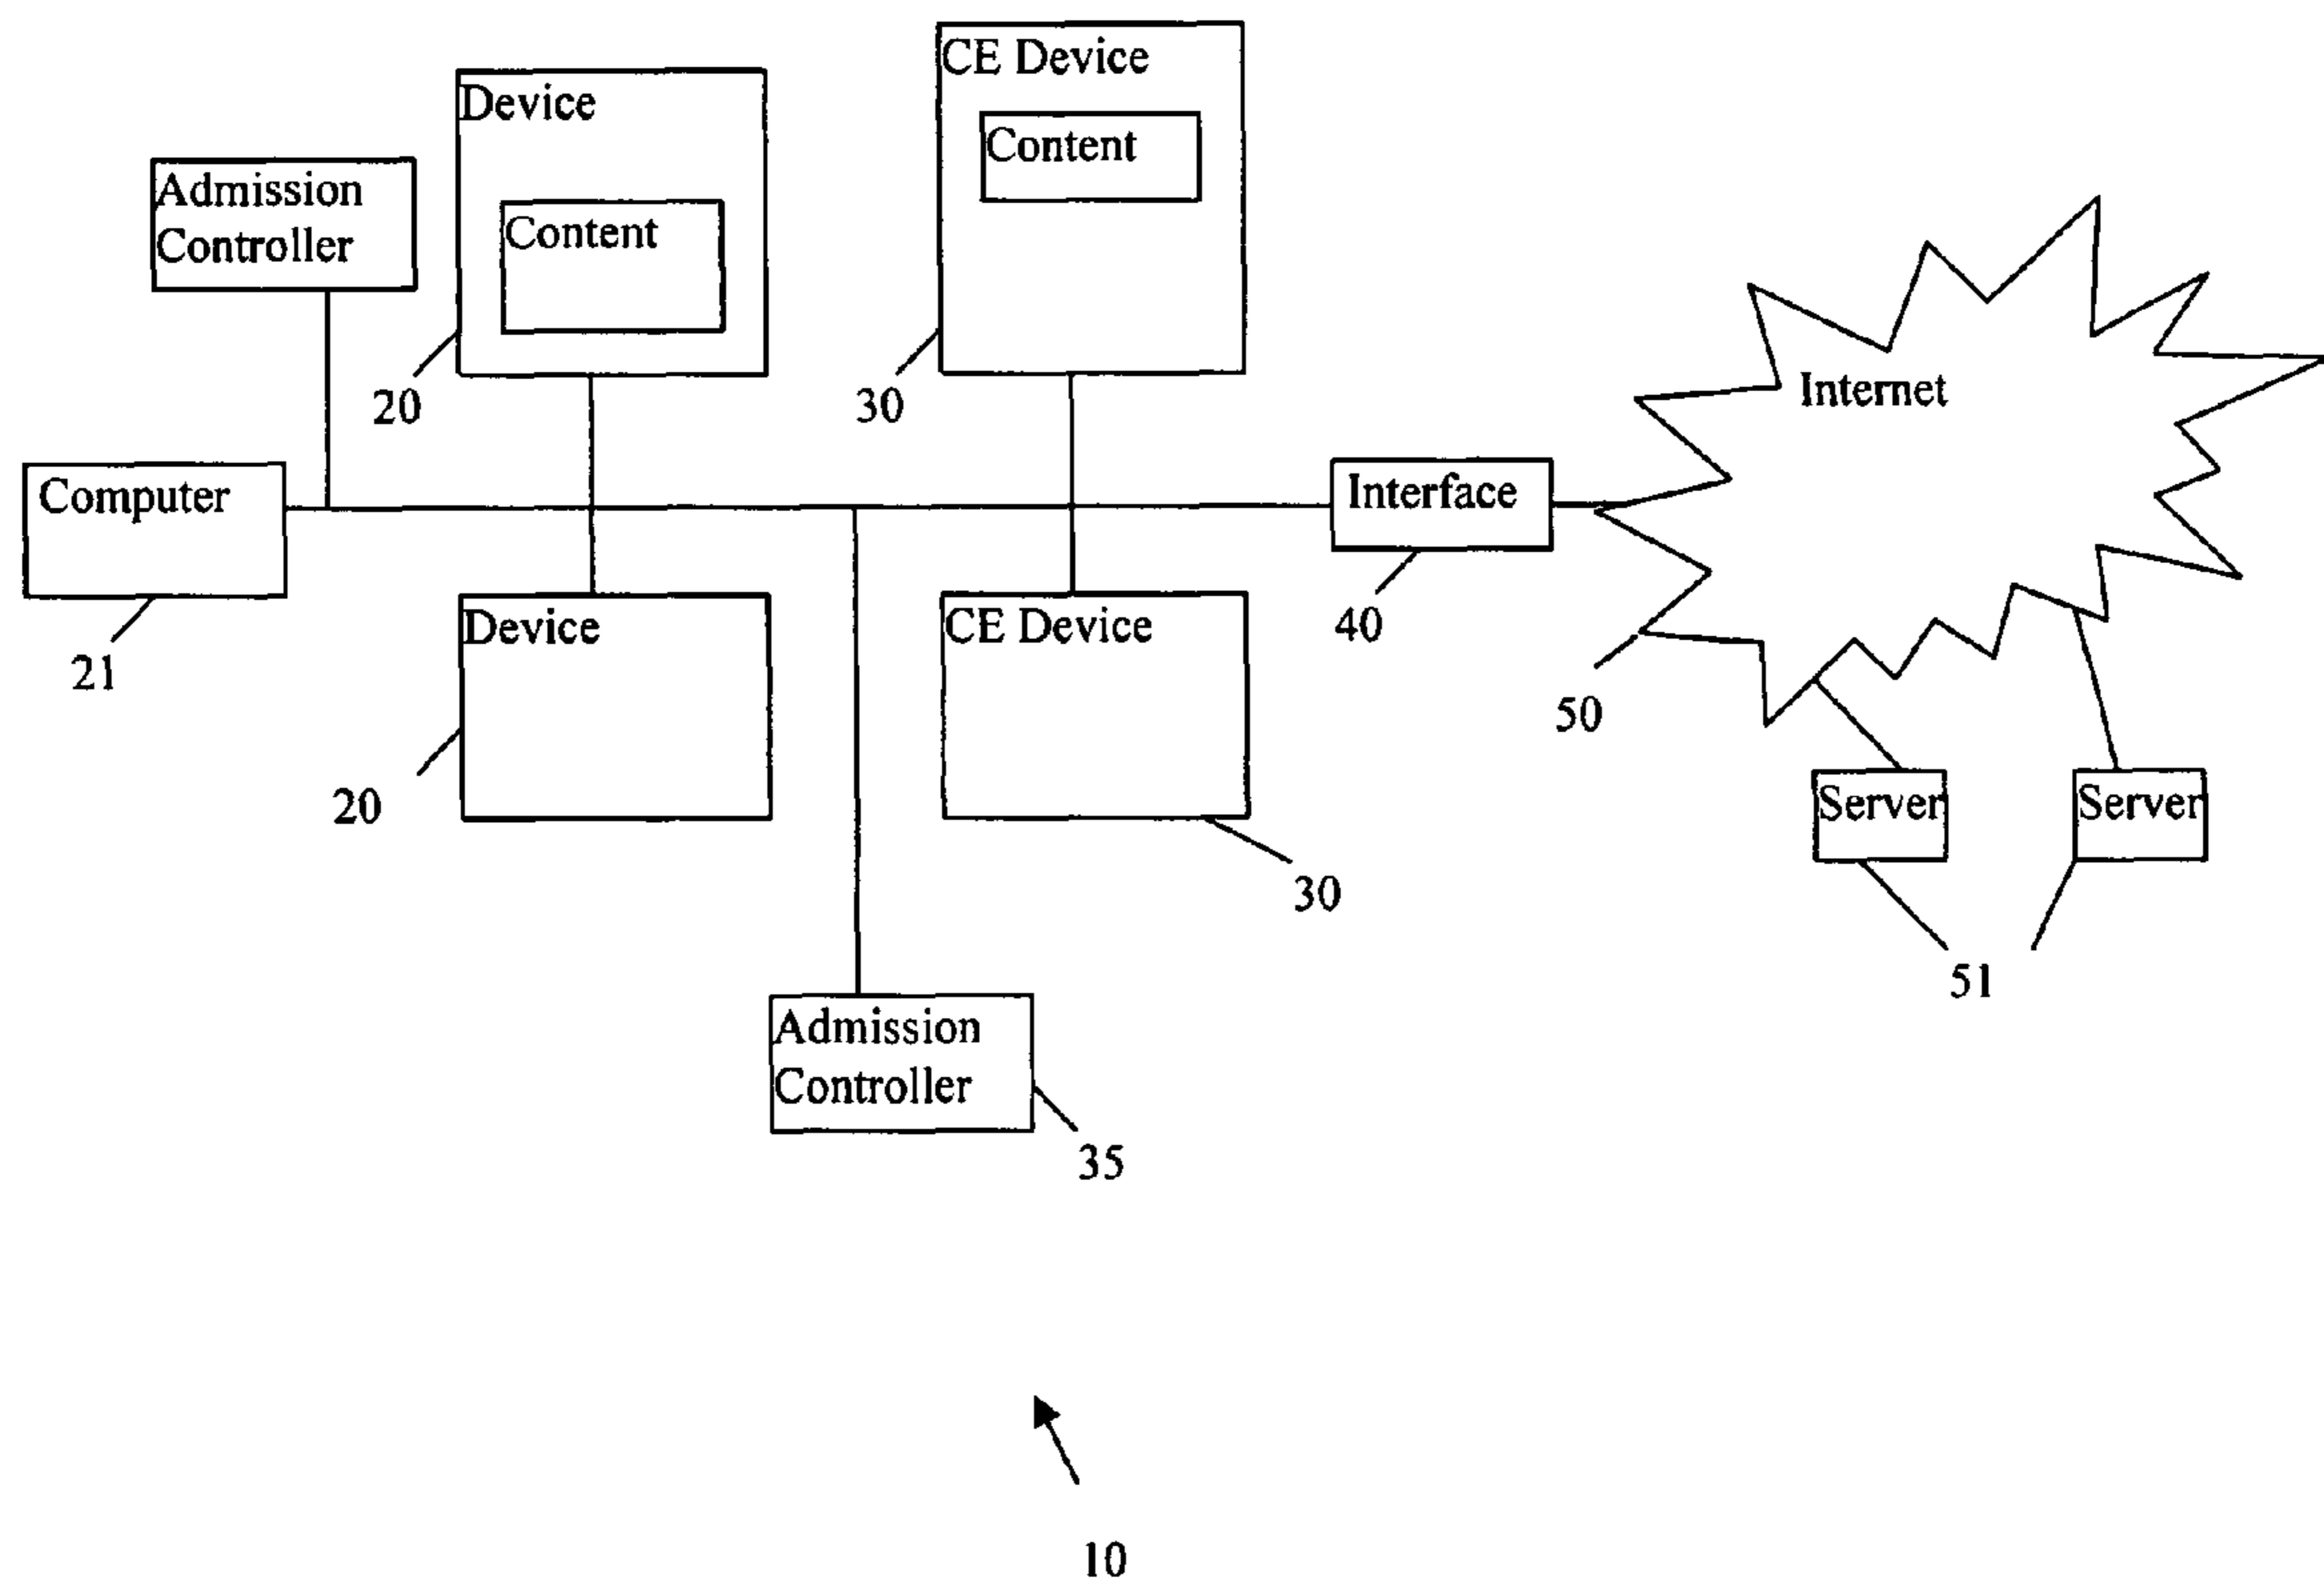 CE Device
Content
Device
Content
Admission
Controller
20
30
Internet
Computer
Interface
21
Device
20
CE Device
30
40
50
Server
Server
51
Admission
Controller
35
10